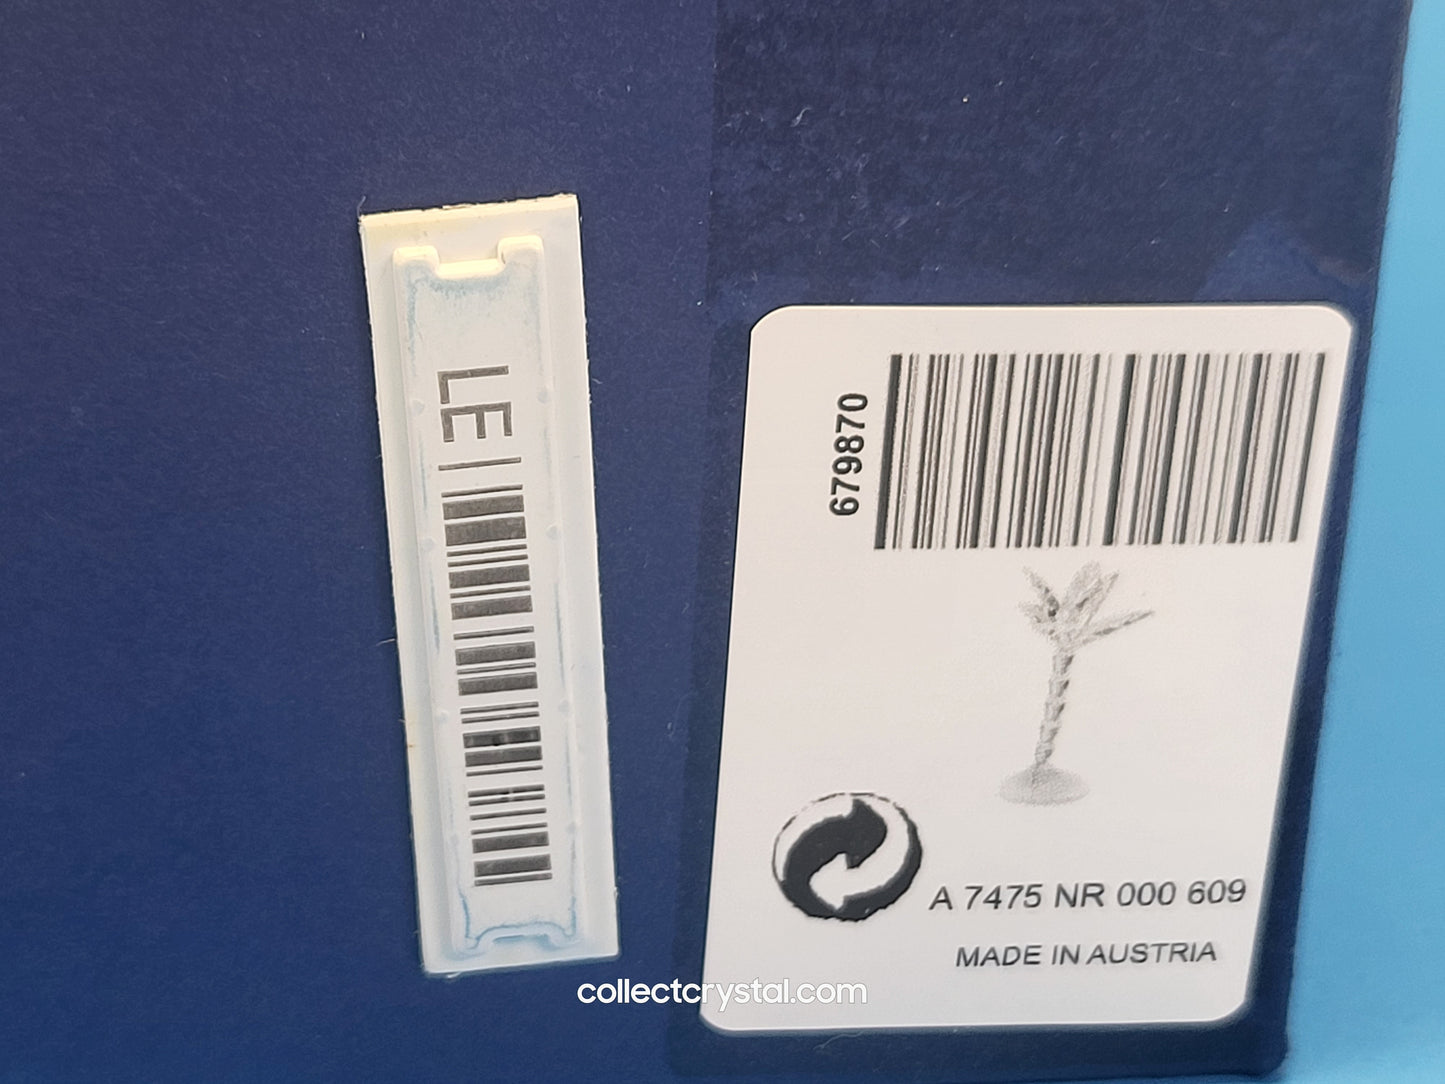 LE
679870
A 7475 NR 000 609
MADE IN AUSTRIA
collectcrystal.com